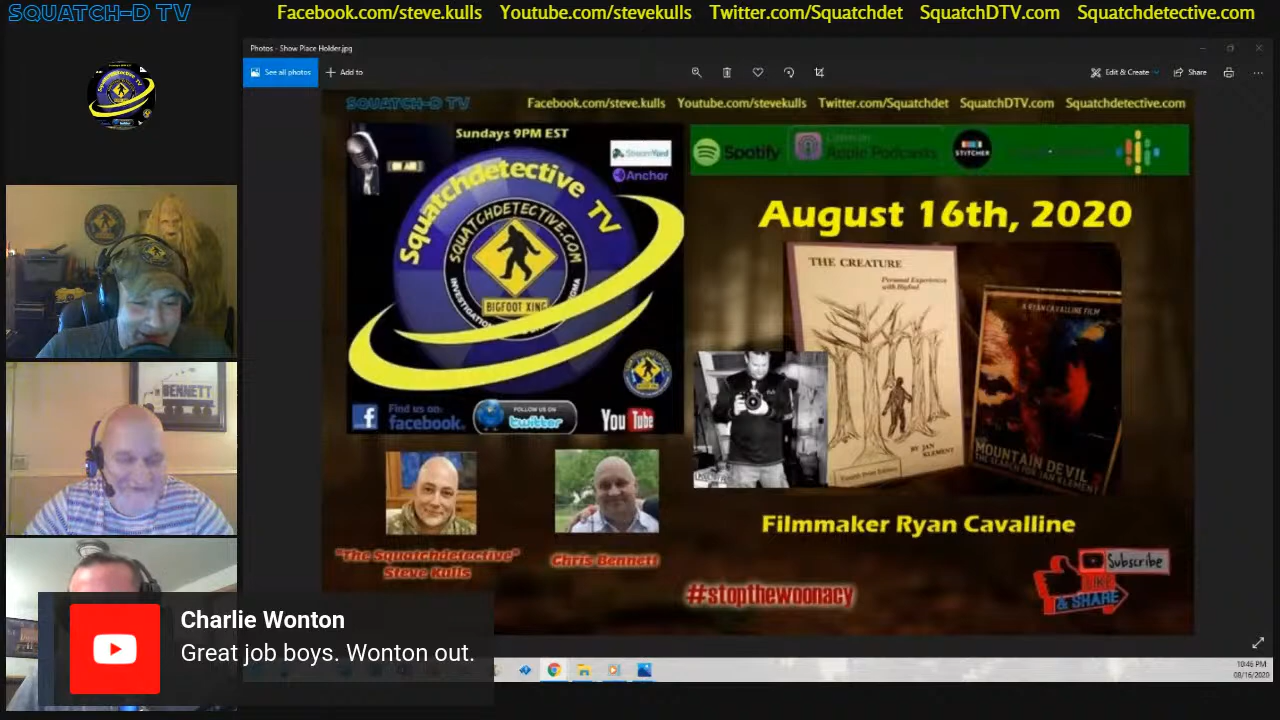 SQUATCH-D TV
Facebook.com/steve.kulls Youtube.com/stevekulls Twitter.com/Squatchdet SquatchDTV.com Squatchdetective.com
Photos - Show Place Holder.jpg
See all photos
Add to
Edit & Create
Share
SQUATCH-D TV
Facebook.com/steve.kulls Youtube.com/stevekulls Twitter.com/Squatchdet SquatchDTV.com Squatchdetective.com
Sundays 9PM EST
ON AIR
StreamYard
Anchor
Squatchdetective TV
SQUATCHDETECTIVE.COM
BIGFOOT XING
Find us on:
facebook.
FOLLOW US ON
twitter
You Tube
Spotify
Listen on
Apple Podcasts
STITCHER
August 16th, 2020
THE CREATURE
Personal Experiences
with Bigfoot
BY JAN
KLEMENT
A RYAN CAVALLINE FILM
MOUNTAIN DEVIL 2
THE SEARCH FOR JAN KLEMENT
Filmmaker Ryan Cavalline
"The Squatchdetective"
Steve Kulls
Chris Bennett
#stopthewoonacy
Subscribe
LIKE
& SHARE
BENNETT
Charlie Wonton
Great job boys. Wonton out.
10:46 PM
08/16/2020